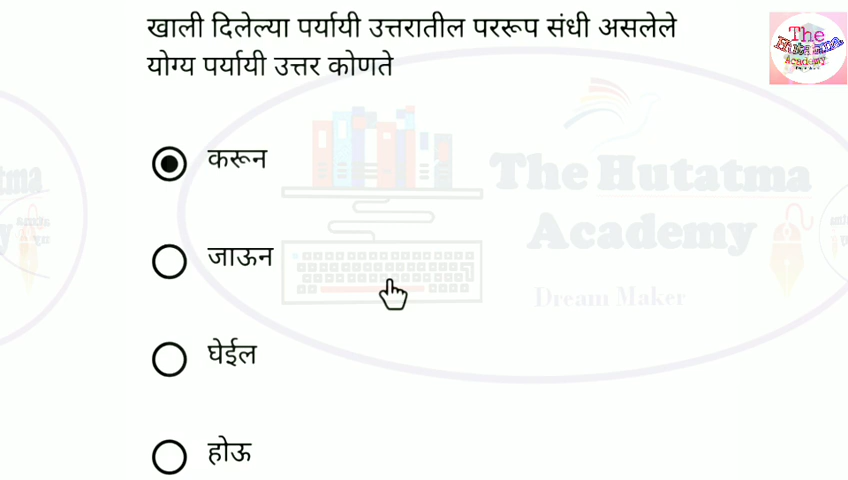 खाली दिलेल्या पर्यायी उत्तरातील पररूप संधी असलेले
योग्य पर्यायी उत्तर कोणते
The
Hutatma
Academy
करून
जाऊन
घेईल
होऊ
The Hutatma
Academy
Dream Maker